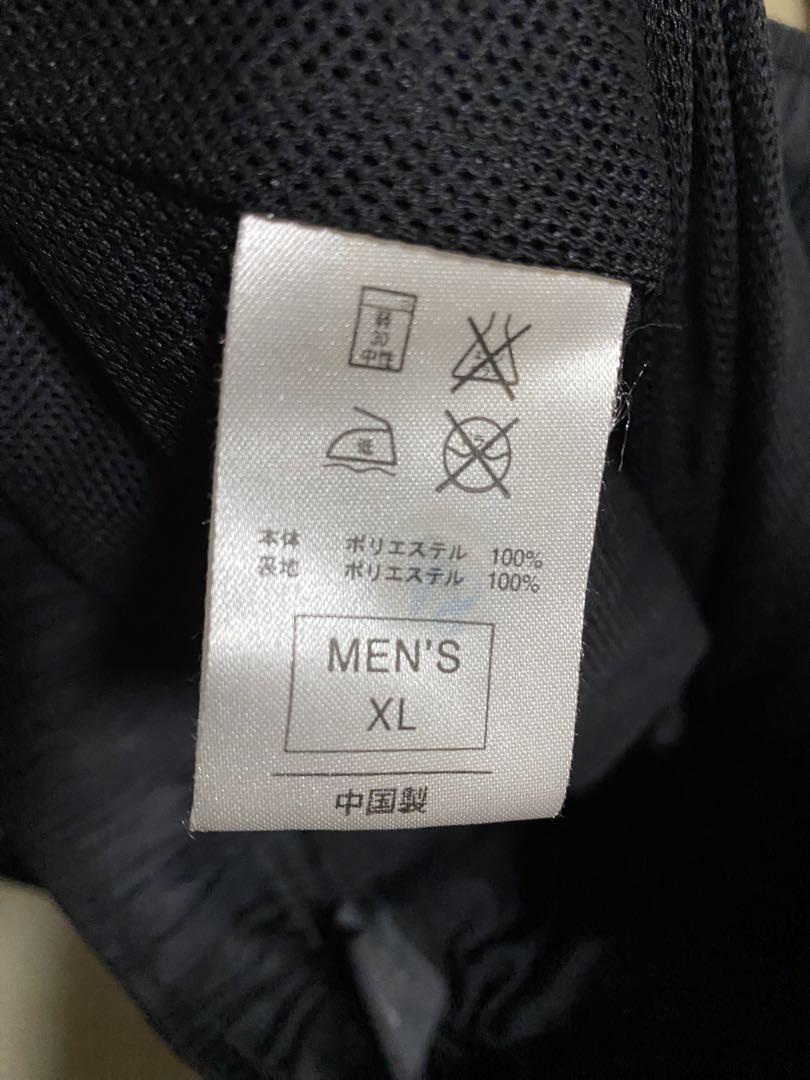 弱
30
中性
低
本体 ポリエステル 100%
裏地 ポリエステル 100%
MEN'S
XL
中国製